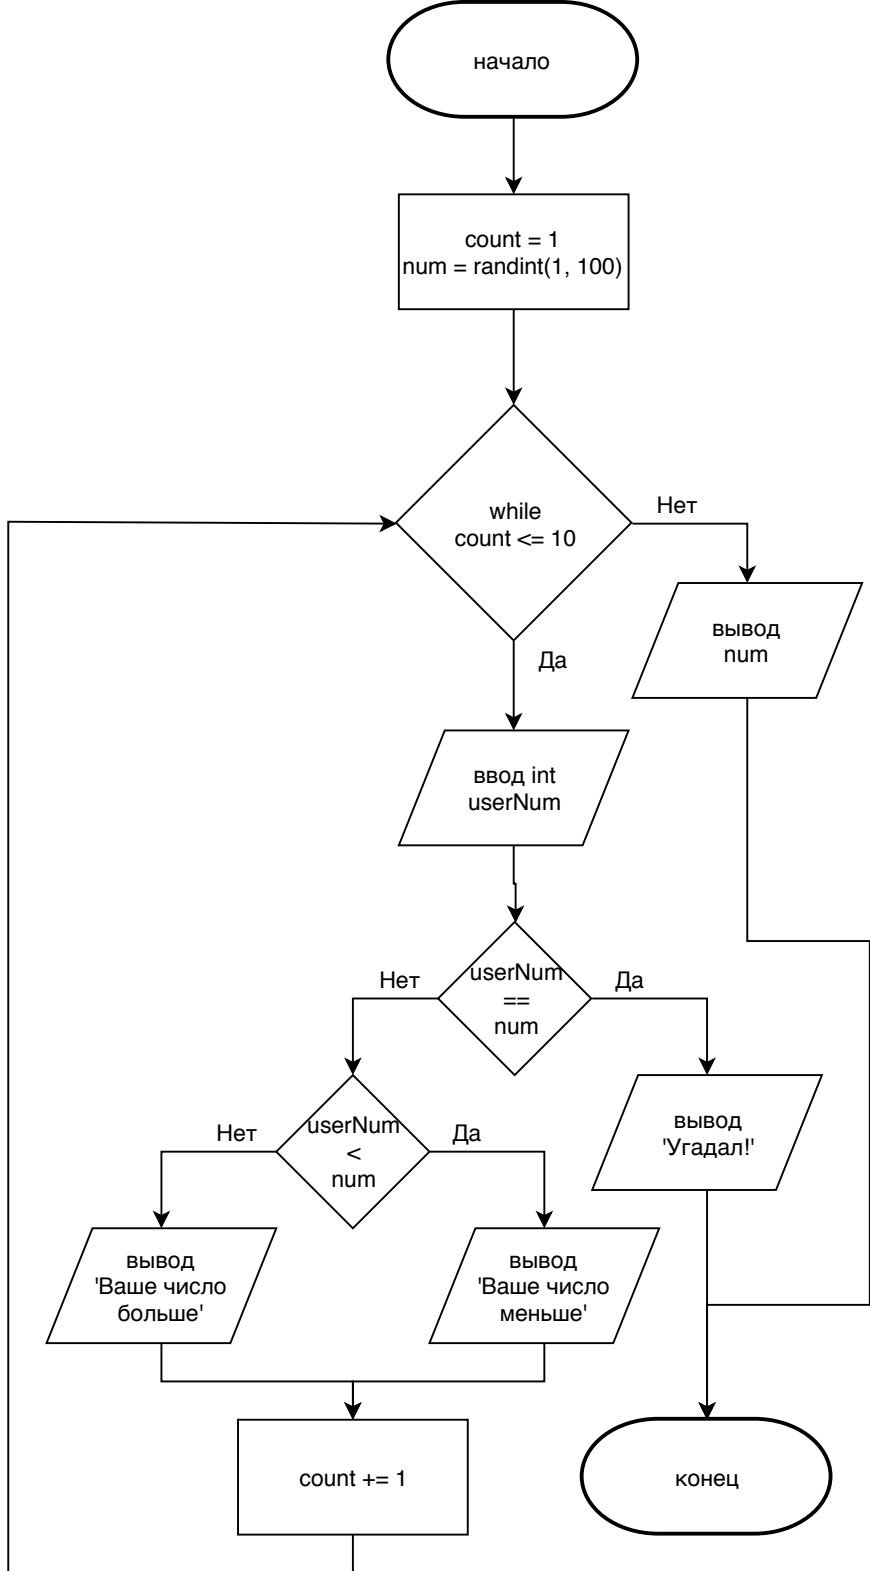 начало
count = 1
num = randint(1, 100)
while
count <= 10
Нет
вывод
num
Да
ввод int
userNum
userNum
==
num
Нет
Да
userNum
<
num
Нет
Да
вывод
'Угадал!'
вывод
'Ваше число
больше'
вывод
'Ваше число
меньше'
count += 1
конец